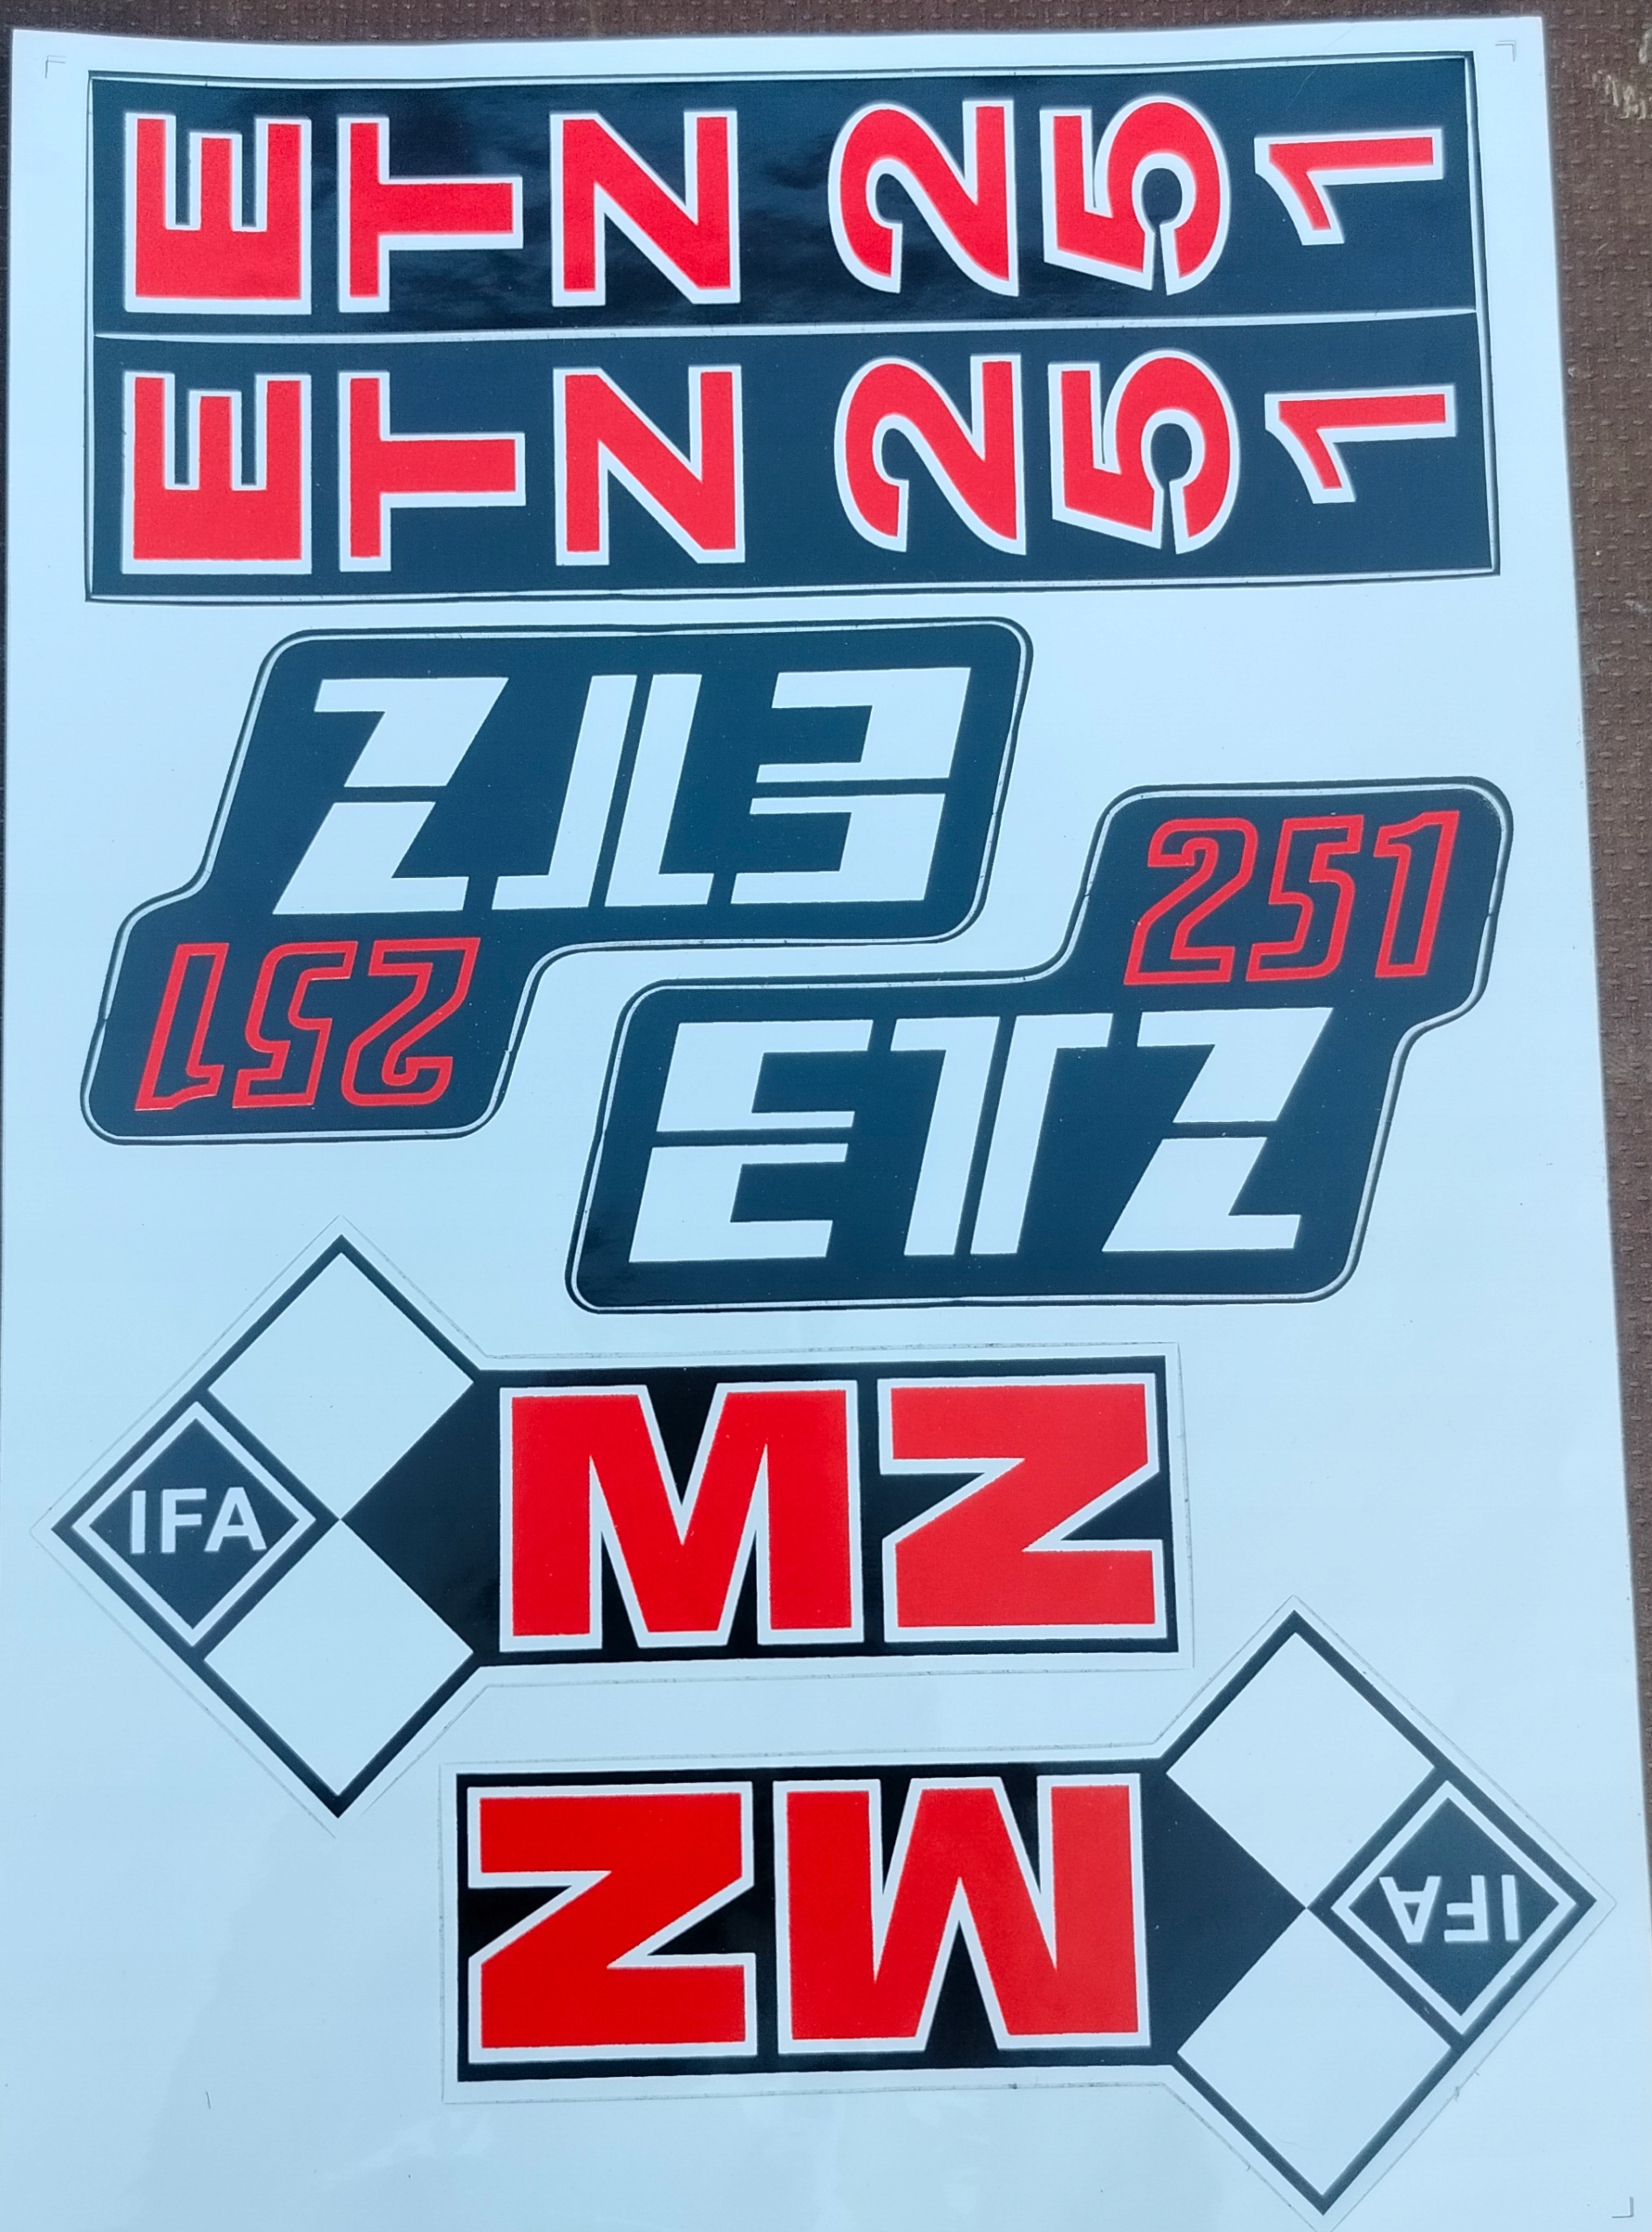 ETZ 251
ETZ 251
ETZ
251
251
ETZ
IFA MZ
MZ IFA